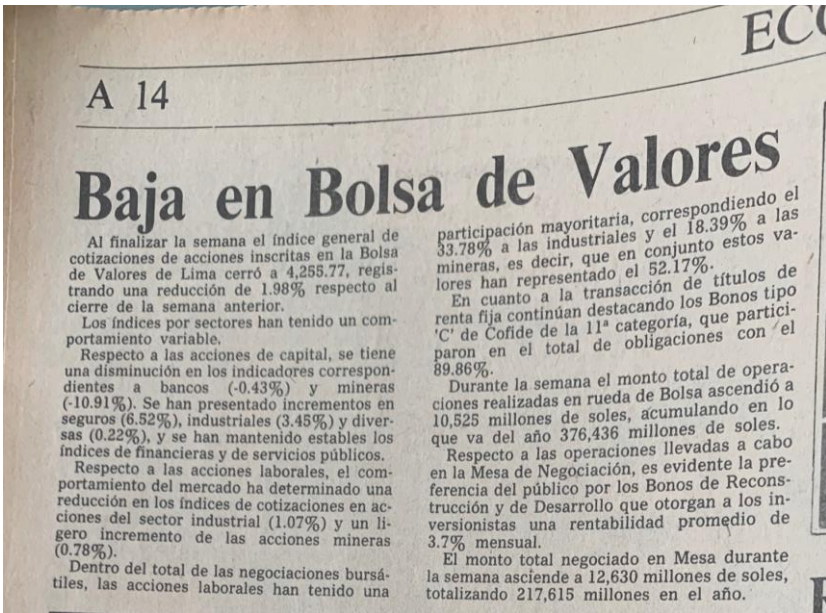 ECO
A 14
Baja en Bolsa de Valores
Al finalizar la semana el índice general de
cotizaciones de acciones inscritas en la Bolsa
de Valores de Lima cerró a 4,255.77, regis-
trando una reducción de 1.98% respecto al
cierre de la semana anterior.
Los índices por sectores han tenido un com-
portamiento variable.
Respecto a las acciones de capital, se tiene
una disminución en los indicadores correspon-
dientes a bancos (-0.43%) y mineras
(-10.91%). Se han presentado incrementos en
seguros (6.52%), industriales (3.45%) y diver-
sas (0.22%), y se han mantenido estables los
índices de financieras y de servicios públicos.
Respecto a las acciones laborales, el com-
portamiento del mercado ha determinado una
reducción en los índices de cotizaciones en ac-
ciones del sector industrial (1.07%) y un li-
gero incremento de las acciones mineras
(0.78%).
Dentro del total de las negociaciones bursá-
tiles, las acciones laborales han tenido una
participación mayoritaria, correspondiendo el
33.78% a las industriales y el 18.39% a las
mineras, es decir, que en conjunto estos va-
lores han representado el 52.17%.
En cuanto a la transacción de títulos de
renta fija continúan destacando los Bonos tipo
'C' de Cofide de la 11ª categoría, que partici-
paron en el total de obligaciones con el
89.86%.
Durante la semana el monto total de opera-
ciones realizadas en rueda de Bolsa ascendió a
10,525 millones de soles, acumulando en lo
que va del año 376,436 millones de soles.
Respecto a las operaciones llevadas a cabo
en la Mesa de Negociación, es evidente la pre-
ferencia del público por los Bonos de Recons-
trucción y de Desarrollo que otorgan a los in-
versionistas una rentabilidad promedio de
3.7% mensual.
El monto total negociado en Mesa durante
la semana asciende a 12,630 millones de soles,
totalizando 217,615 millones en el año.